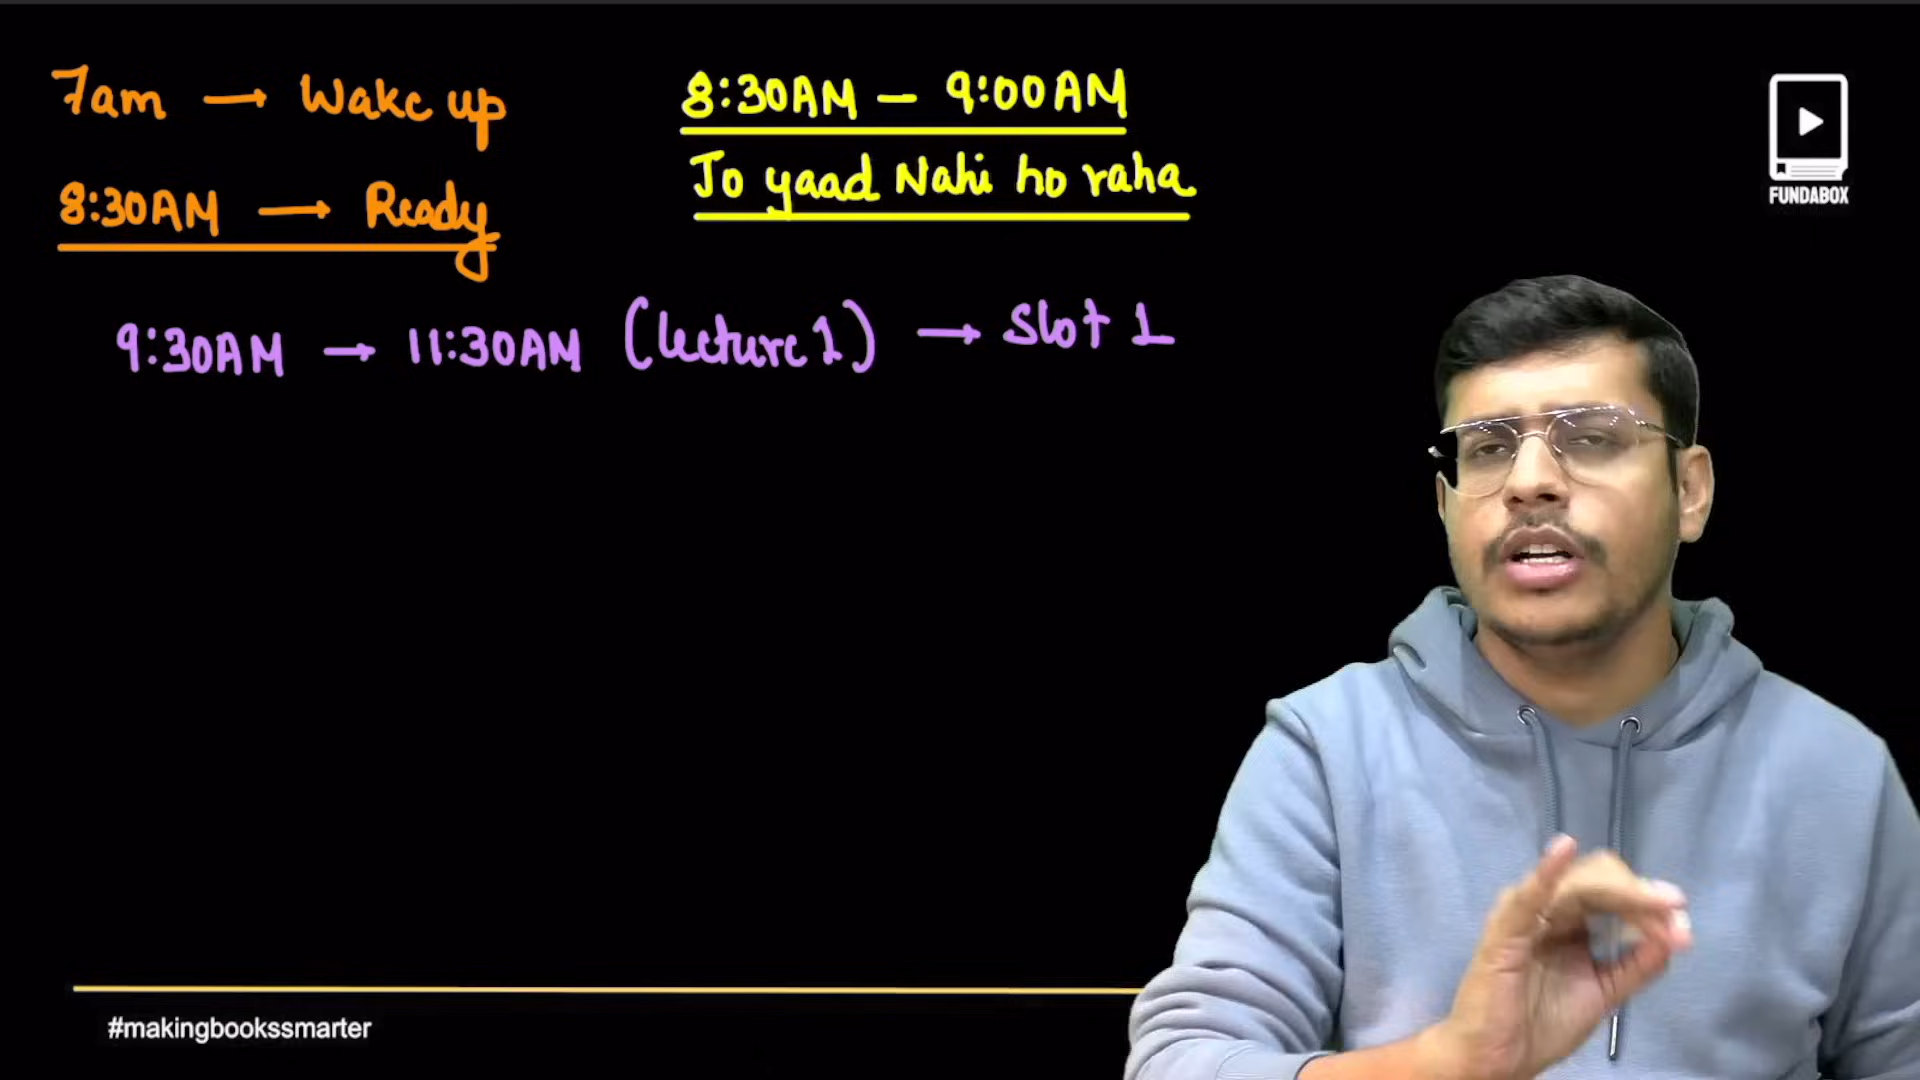 7am → Wake up
8:30AM → Ready
8:30AM — 9:00AM
Jo yaad Nahi ho raha
9:30AM → 11:30AM (lecture 1) → Slot 1
FUNDABOX
#makingbookssmarter